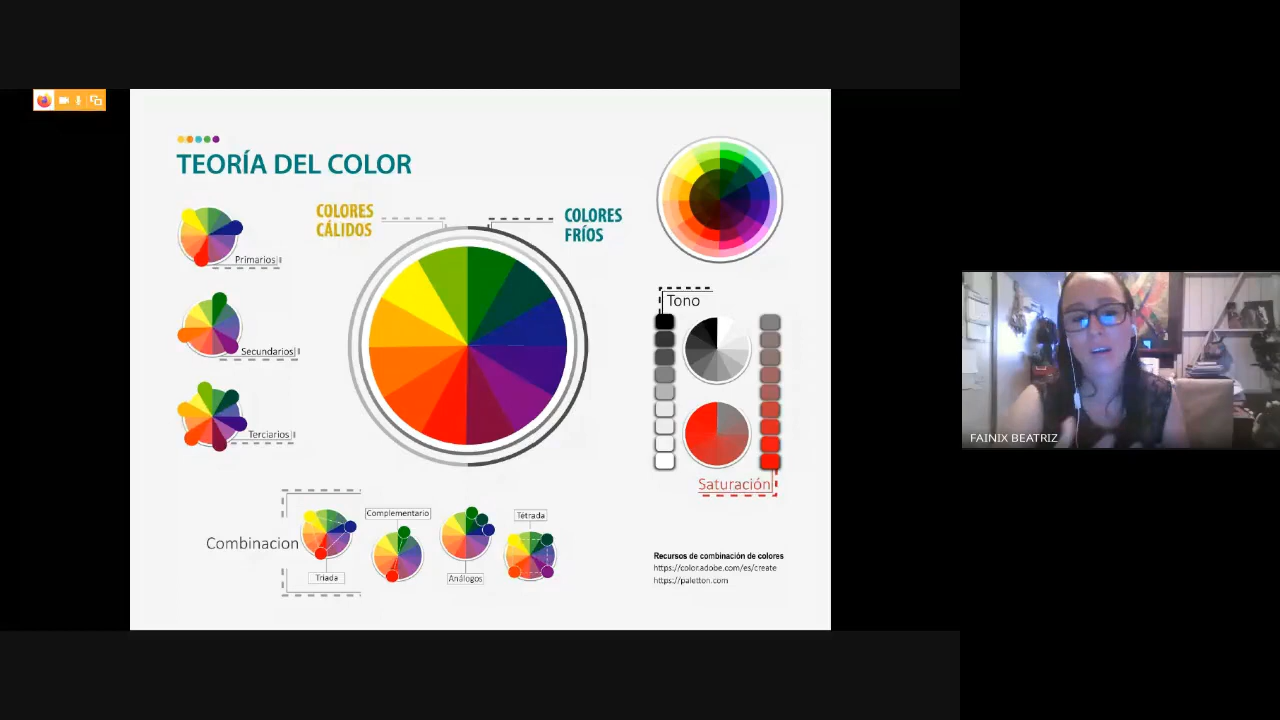 TEORÍA DEL COLOR
COLORES
CÁLIDOS
COLORES
FRÍOS
Primarios
Secundarios
Terciarios
Tono
Saturación
Combinacion
Triada
Complementario
Análogos
Tétrada
Recursos de combinación de colores
https://color.adobe.com/es/create
https://paletton.com
FAINIX BEATRIZ